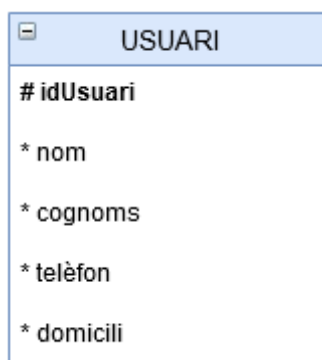 USUARI
# idUsuari
* nom
* cognoms
* telèfon
* domicili